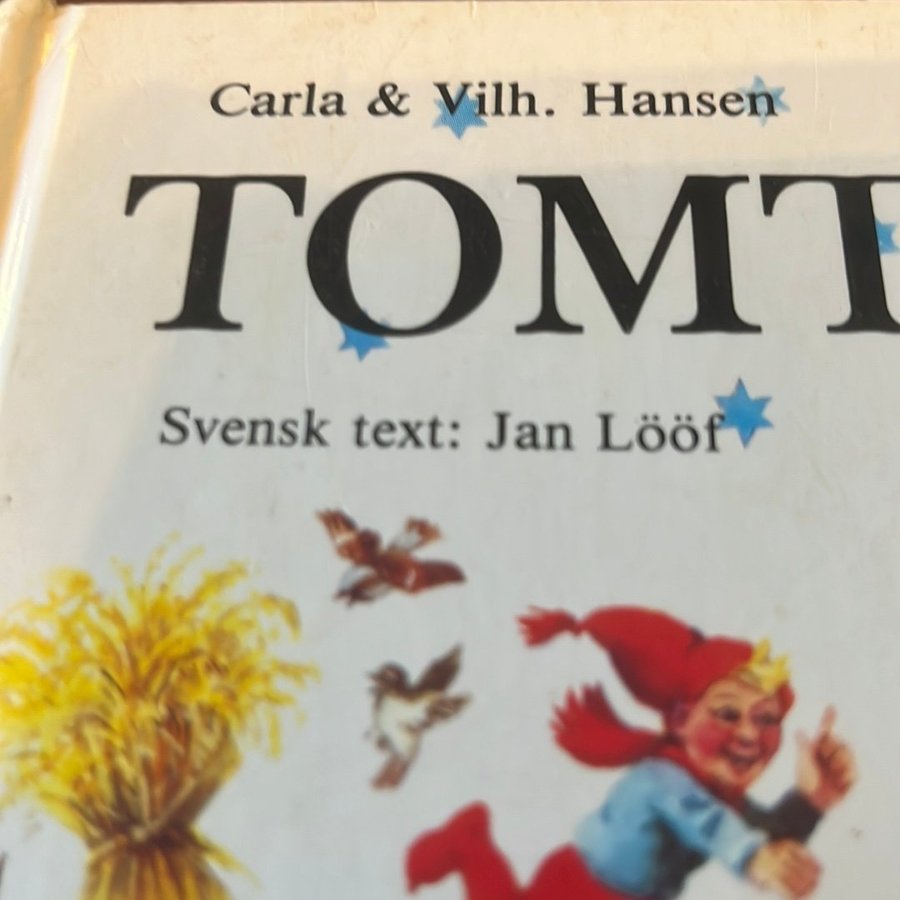 Carla & Vilh. Hansen
TOMT
Svensk text: Jan Lööf